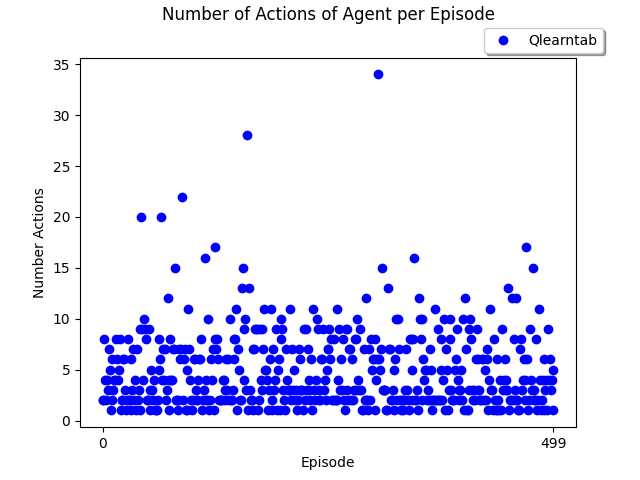 Number of Actions of Agent per Episode
Qlearntab
35
30
25
20
15
10
5
0
Number Actions
0 499
Episode